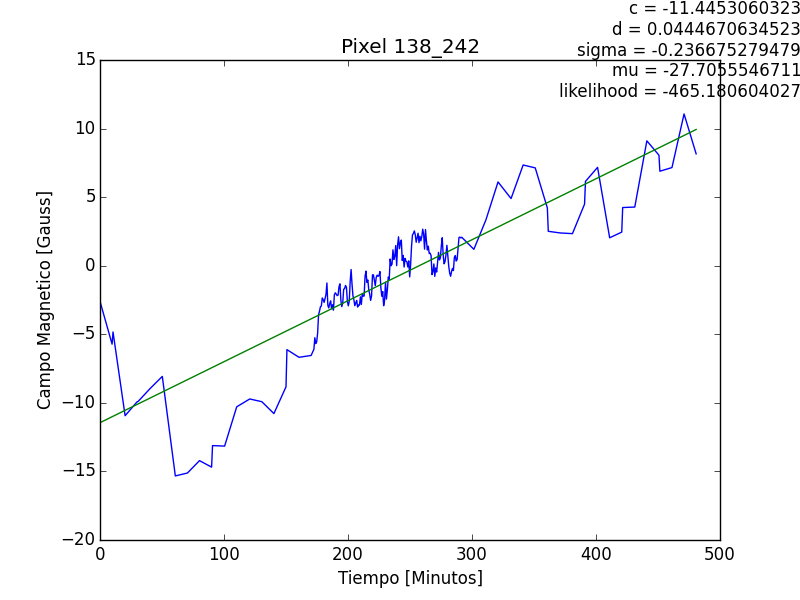 c = -11.4453060323
d = 0.0444670634523
sigma = -0.236675279479
mu = -27.7055546711
likelihood = -465.180604027
Pixel 138_242
15
10
5
0
−5
−10
−15
−20
Campo Magnetico [Gauss]
0 100 200 300 400 500
Tiempo [Minutos]